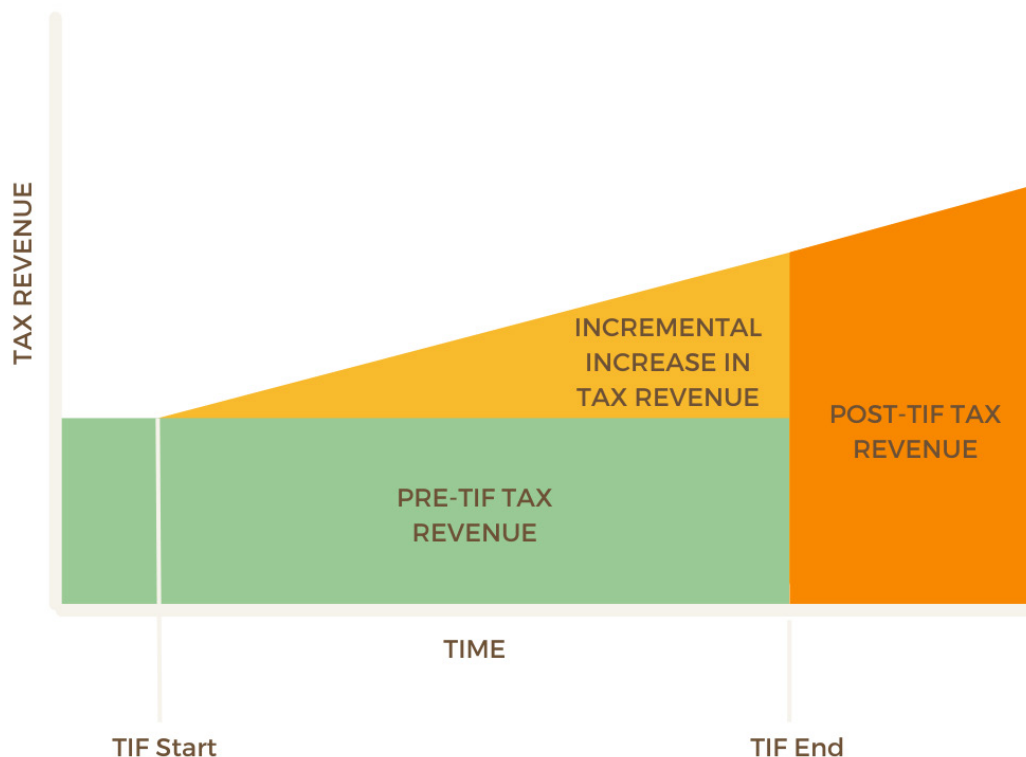 TAX REVENUE
INCREMENTAL
INCREASE IN
TAX REVENUE
POST-TIF TAX
REVENUE
PRE-TIF TAX
REVENUE
TIME
TIF Start
TIF End